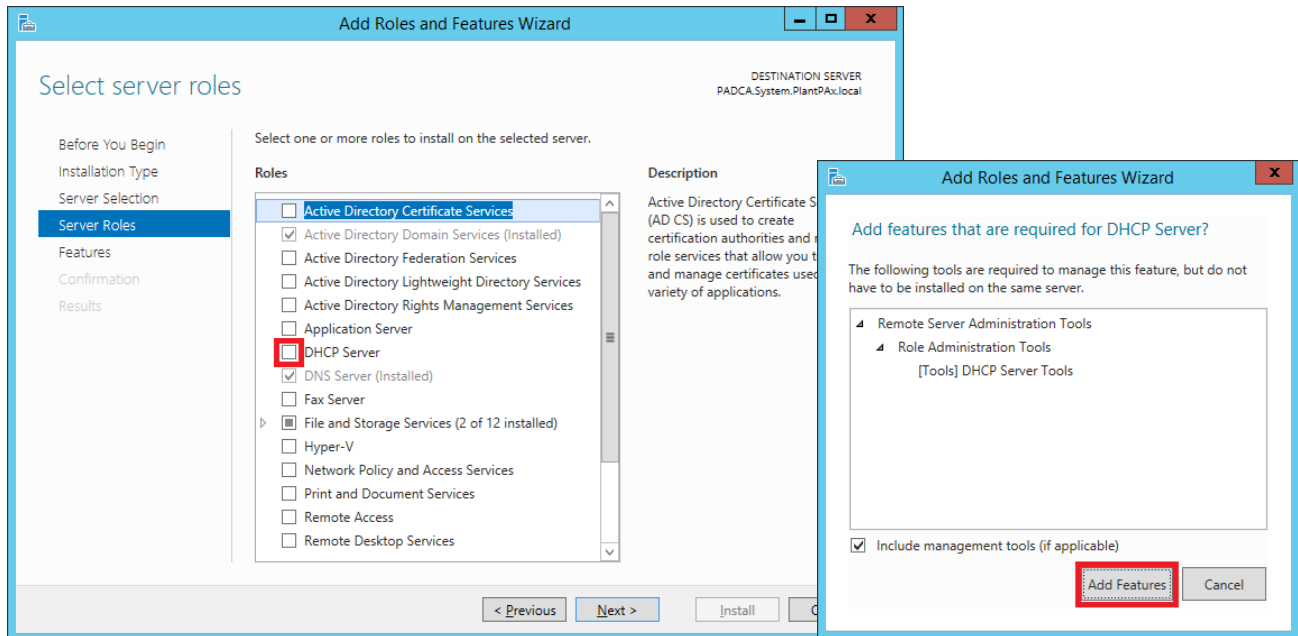 Add Roles and Features Wizard
Select server roles
DESTINATION SERVER
PADCA.System.PlantPAx.local
Before You Begin
Installation Type
Server Selection
Server Roles
Features
Confirmation
Results
Select one or more roles to install on the selected server.
Roles
Active Directory Certificate Services
Active Directory Domain Services (Installed)
Active Directory Federation Services
Active Directory Lightweight Directory Services
Active Directory Rights Management Services
Application Server
DHCP Server
DNS Server (Installed)
Fax Server
File and Storage Services (2 of 12 installed)
Hyper-V
Network Policy and Access Services
Print and Document Services
Remote Access
Remote Desktop Services
Description
Active Directory Certificate
(AD CS) is used to create
certification authorities and
role services that allow you
and manage certificates
variety of applications.
< Previous
Next >
Install
Add Roles and Features Wizard
Add features that are required for DHCP Server?
The following tools are required to manage this feature, but do not
have to be installed on the same server.
Remote Server Administration Tools
Role Administration Tools
[Tools] DHCP Server Tools
Include management tools (if applicable)
Add Features
Cancel